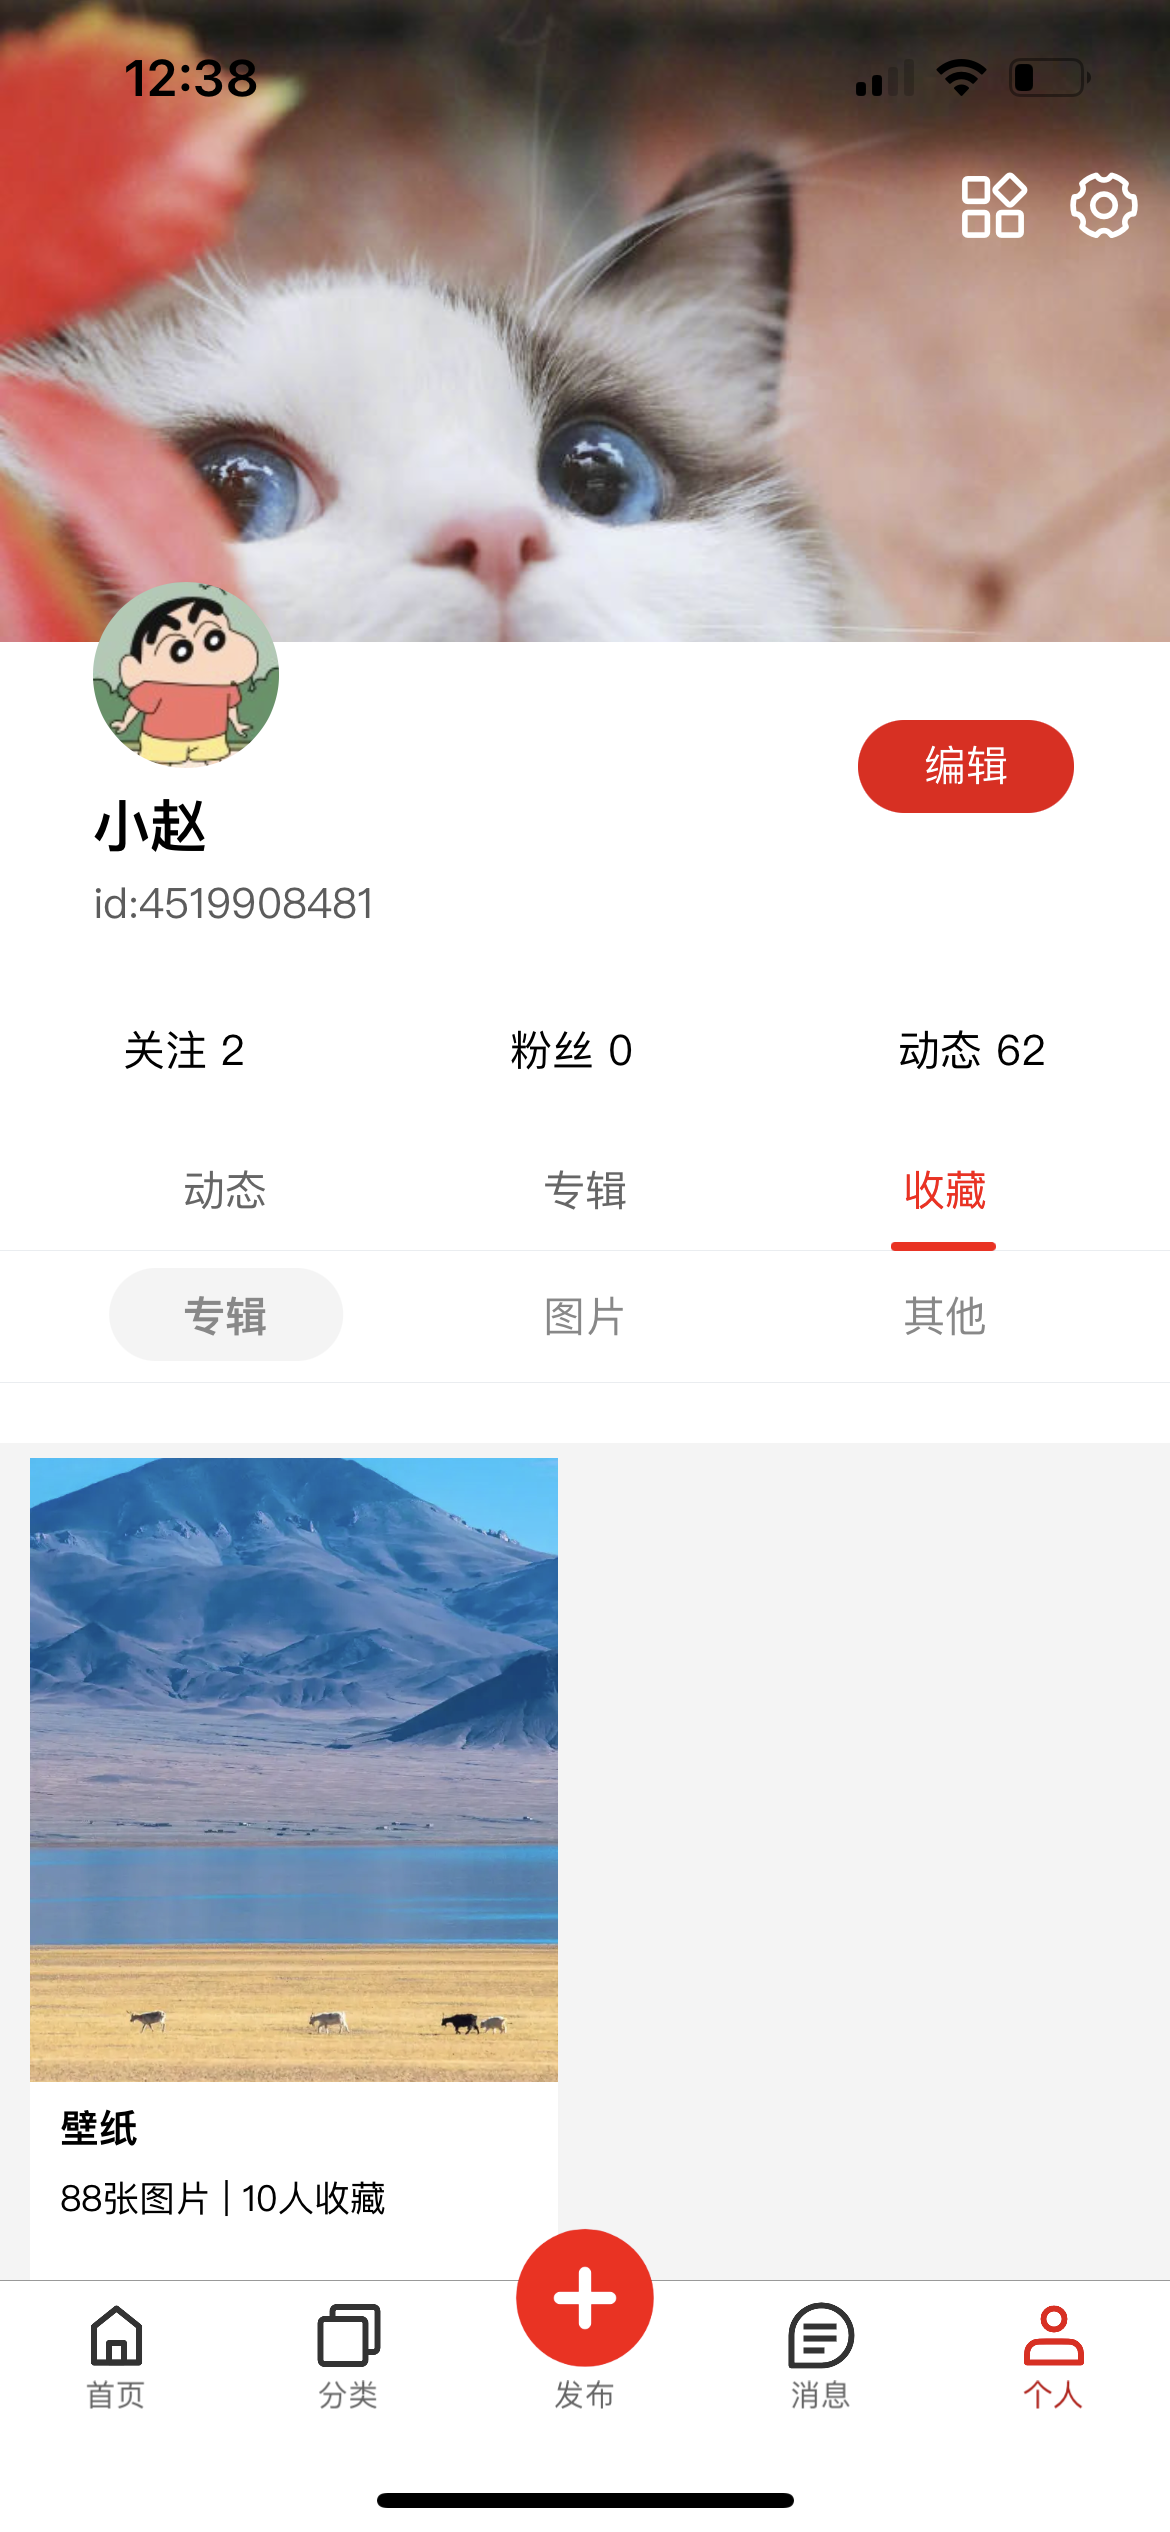 12:38
编辑
小赵
id:4519908481
关注 2 粉丝 0 动态 62
动态 专辑 收藏
专辑 图片 其他
壁纸
88张图片 | 10人收藏
首页 分类 发布 消息 个人